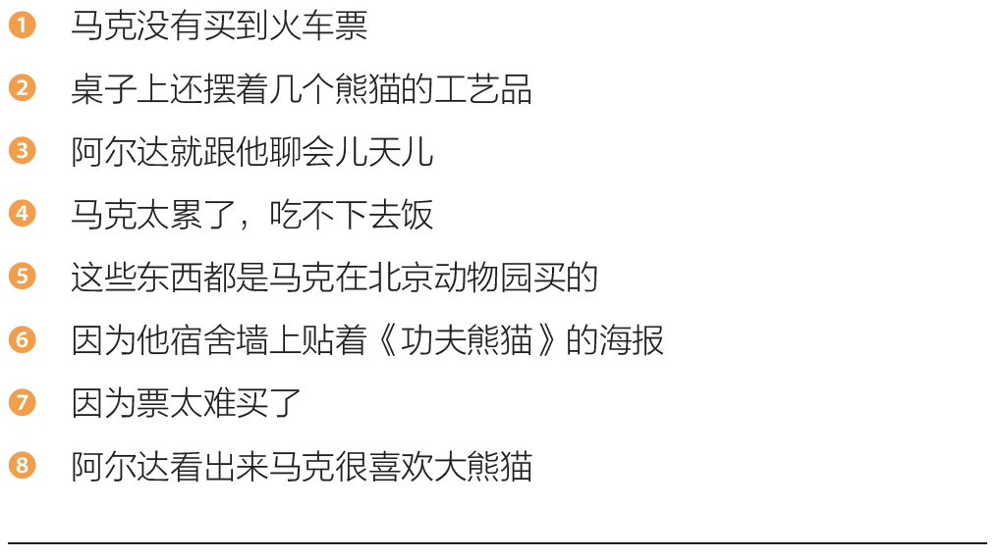 1 马克没有买到火车票
2 桌子上还摆着几个熊猫的工艺品
3 阿尔达就跟他聊会儿天儿
4 马克太累了，吃不下去饭
5 这些东西都是马克在北京动物园买的
6 因为他宿舍墙上贴着《功夫熊猫》的海报
7 因为票太难买了
8 阿尔达看出来马克很喜欢大熊猫